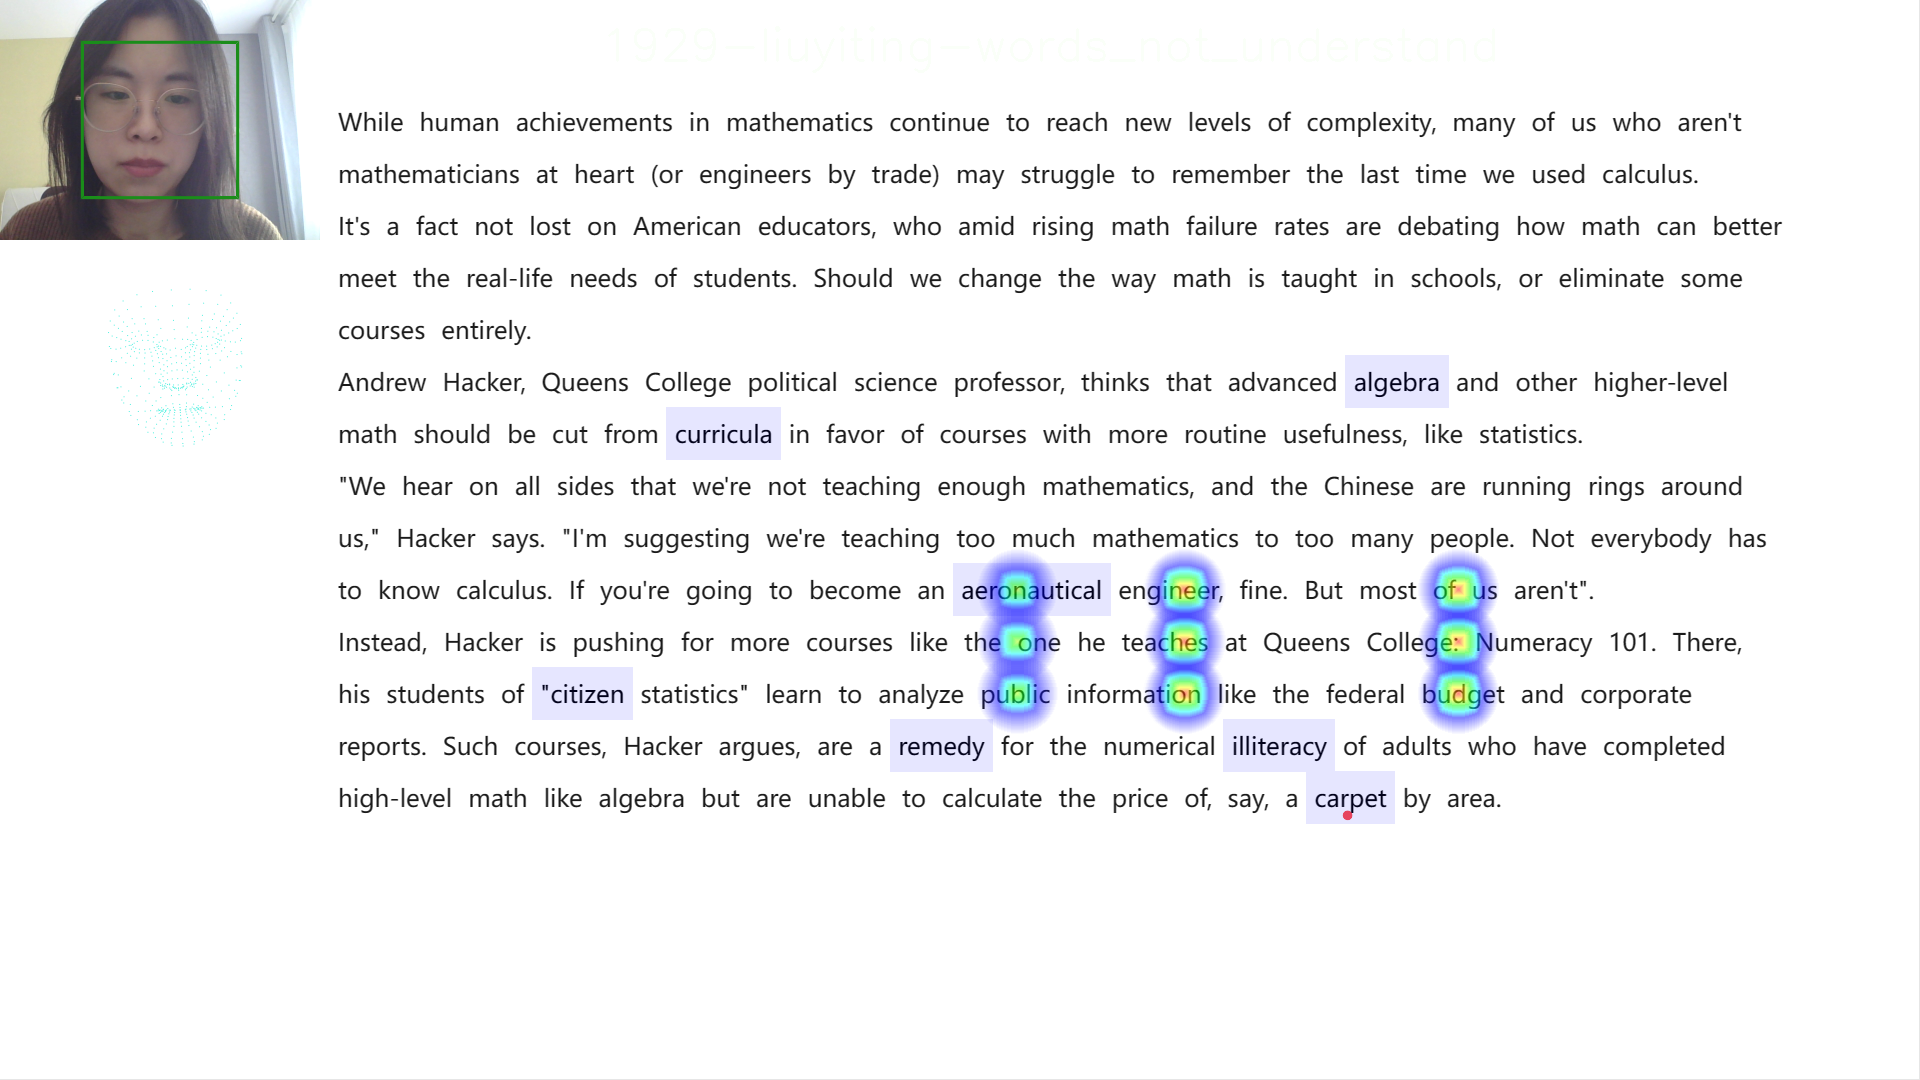 1929-liuyiting-words_not_understand
While human achievements in mathematics continue to reach new levels of complexity, many of us who aren't
mathematicians at heart (or engineers by trade) may struggle to remember the last time we used calculus.
It's a fact not lost on American educators, who amid rising math failure rates are debating how math can better
meet the real-life needs of students. Should we change the way math is taught in schools, or eliminate some
courses entirely.
Andrew Hacker, Queens College political science professor, thinks that advanced algebra and other higher-level
math should be cut from curricula in favor of courses with more routine usefulness, like statistics.
"We hear on all sides that we're not teaching enough mathematics, and the Chinese are running rings around
us," Hacker says. "I'm suggesting we're teaching too much mathematics to too many people. Not everybody has
to know calculus. If you're going to become an aeronautical engineer, fine. But most of us aren't".
Instead, Hacker is pushing for more courses like the one he teaches at Queens College: Numeracy 101. There,
his students of "citizen statistics" learn to analyze public information like the federal budget and corporate
reports. Such courses, Hacker argues, are a remedy for the numerical illiteracy of adults who have completed
high-level math like algebra but are unable to calculate the price of, say, a carpet by area.